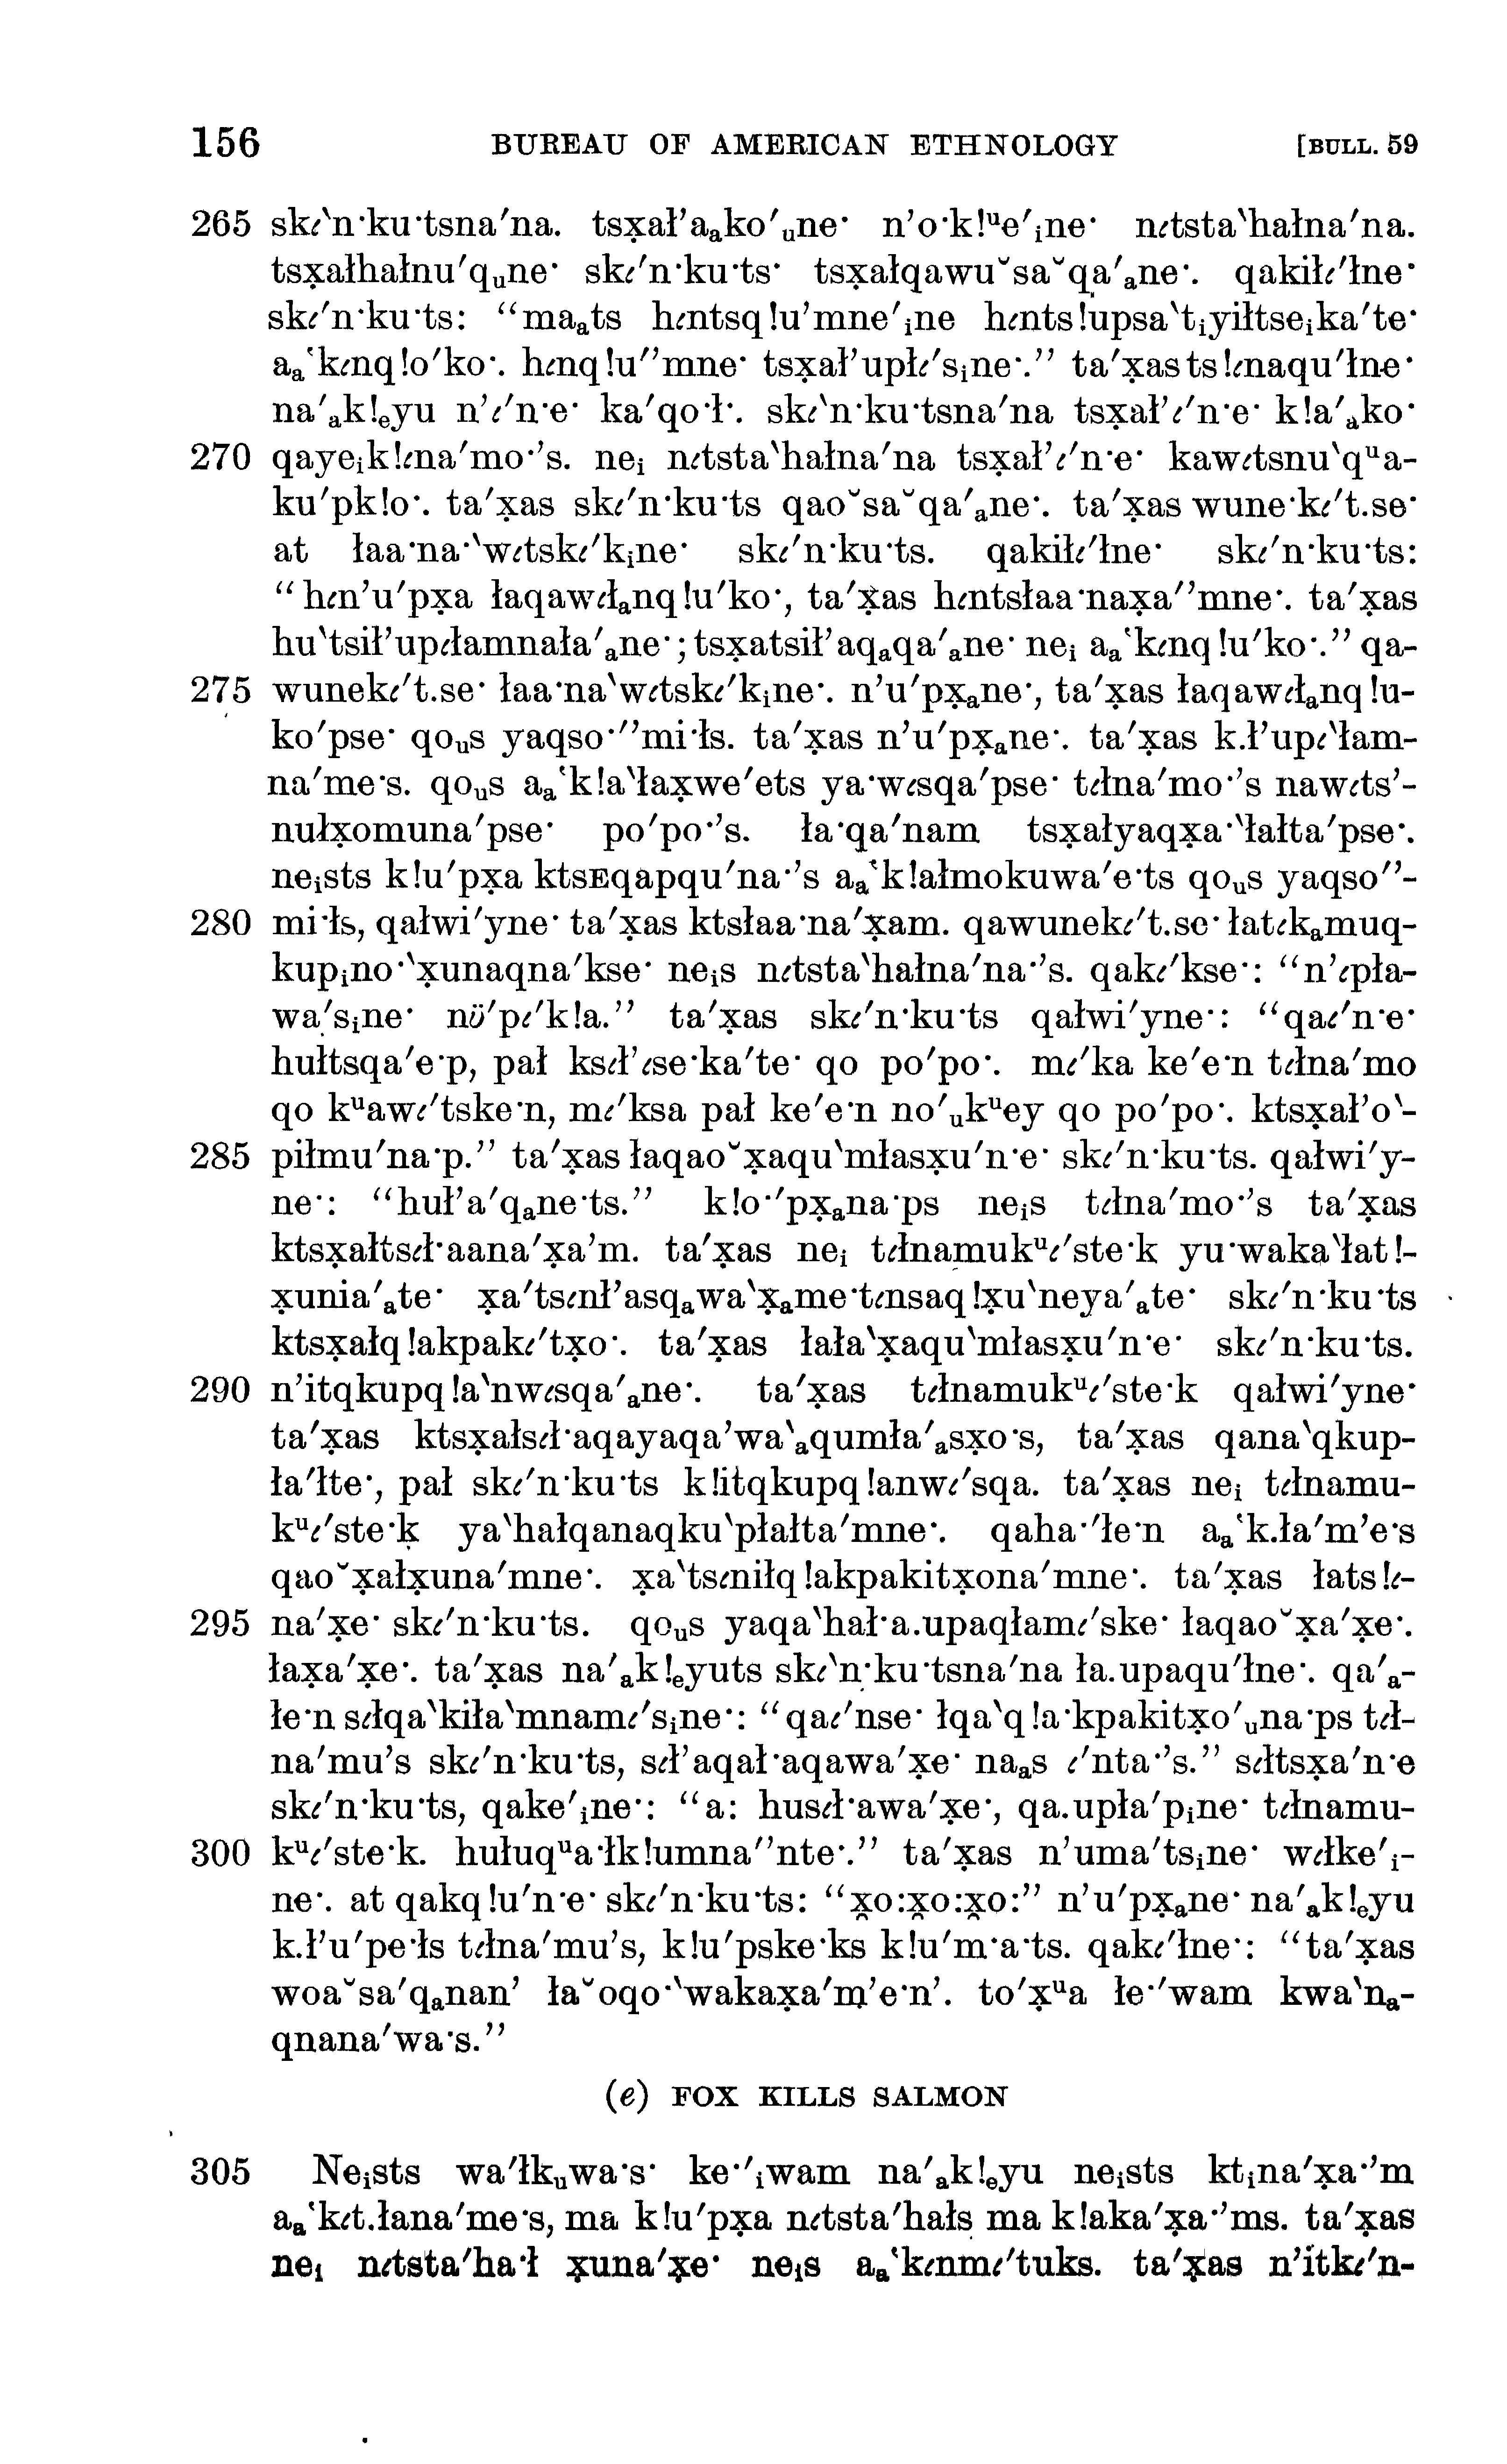 156 BUREAU OF AMERICAN ETHNOLOGY [BULL. 59
265 skɩ‵n·ku·tsna′na. tsx̣ał’aₐko′ᵤne· n’o·k!ᵘe′ᵢne· nɩtsta‵hałna′na.
tsx̣ałhałnu′qᵤne· skɩ′n·ku·ts· tsx̣ałqawuᵕsaᵕqa′ₐne·. qakiłɩ′łne·
skɩ′n·ku·ts: “maₐts hɩntsq!u’mne′ᵢne hɩnts!upsa‵tᵢyiłtseᵢka′te·
aₐ‘kɩnq!o′ko·. hɩnq!u′’mne· tsx̣ał’upłɩ′sᵢne·.” ta′x̣as ts!ɩnaqu′łne·
na′ₐk!ₑyu n’ɩ′n·e· ka′qo·ł·. skɩ‵n·ku·tsna′na tsx̣ał’ɩ′n·e· k!a′ₐko·
270 qayeᵢk!ɩna′mo·’s. neᵢ nɩtsta‵hałna′na tsx̣ał’ɩ′n·e· kawɩtsnu‵qᵘa-
ku′pk!o·. ta′x̣as skɩ′n·ku·ts qaoᵕsaᵕqa′ₐne·. ta′x̣as wune·kɩ′t.se·
at łaa·na·‵wɩtskɩ′kᵢne· skɩ′n·ku·ts. qakiłɩ′łne· skɩ′n·ku·ts:
“hɩn’u′px̣a łaqawɩłₐnq!u′ko·, ta′x̣as hɩntsłaa·nax̣a′’mne·. ta′x̣as
hu‵tsił’upɩłamnała′ₐne·; tsx̣atsił’aqₐqa′ₐne· neᵢ aₐ‘kɩnq!u′ko·.” qa-
275 wunekɩ′t.se· łaa·na‵wɩtskɩ′kᵢne·. n’u′px̣ₐne·, ta′x̣as łaqawɩłₐnq!u-
ko′pse· qoᵤs yaqso·′’mi·łs. ta′x̣as n’u′px̣ₐne·. ta′x̣as k.ł’upɩ‵łam-
na′me·s. qoᵤs aₐ‘k!a‵łax̣we′ets ya·wɩsqa′pse· tɩłna′mo·’s nawɩts’-
nułx̣omuna′pse· po′po·’s. ła·qa′nam tsx̣ałyaqx̣a·‵łałta′pse·.
neᵢsts k!u′px̣a ktsᴇqapqu′na·’s aₐ‘k!ałmokuwa′e·ts qoᵤs yaqso′’-
280 mi·łs, qałwi′yne· ta′x̣as ktsłaa·na′x̣am. qawunekɩ′t.se· łatɩkₐmuq-
kupᵢno·‵x̣unaqna′kse· neᵢs nɩtsta‵hałna′na·’s. qakɩ′kse·: “n’ɩpła-
wa′sᵢne· nü′pɩ′k!a.” ta′x̣as skɩ′n·ku·ts qałwi′yne·: “qaɩ′n·e·
hułtsqa′e·p, pał ksɩł’ɩse·ka′te· qo po′po·. mɩ′ka ke′e·n tɩłna′mo
qo kᵘawɩ′tske·n, mɩ′ksa pał ke′e·n no′ᵤkᵘey qo po′po·. ktsx̣ał’o‵-
285 piłmu′na·p.” ta′x̣as łaqaoᵕx̣aqu‵młasx̣u′n·e· skɩ′n·ku·ts. qałwi′y-
ne·: “huł’a′qₐne·ts.” k!o·′px̣ₐna·ps neᵢs tɩłna′mo·’s ta′x̣as
ktsx̣ałtsɩł·aana′x̣a’m. ta′x̣as neᵢ tɩłnamukᵘɩ′ste·k yu·waka‵łat!-
x̣unia′ₐte· x̣a′tsɩnł’asqₐwa‵x̣ₐme·tɩnsaq!x̣u‵neya′ₐte· skɩ′n·ku·ts
ktsx̣ałq!akpakɩ′tx̣o·. ta′x̣as łała‵x̣aqu‵młasx̣u′n·e· skɩ′n·ku·ts.
290 n’itqkupq!a‵nwɩsqa′ₐne·. ta′x̣as tɩłnamukᵘɩ′ste·k qałwi′yne·
ta′x̣as ktsx̣ałsɩł·aqayaqa’wa‵ₐqumła′ₐsx̣o·s, ta′x̣as qana‵qkup-
ła′łte·, pał skɩ′n·ku·ts k!itqkupq!anwɩ′sqa. ta′x̣as neᵢ tɩłnamu-
kᵘɩ′ste·k ya‵hałqanaqku‵płałta′mne·. qaha·′łe·n aₐ‘k.ła′m’e·s
qaoᵕx̣ałx̣una′mne·. x̣a‵tsɩniłq!akpakitx̣ona′mne·. ta′x̣as łats!ɩ-
295 na′x̣e· skɩ′n·ku·ts. qoᵤs yaqa‵hał·a.upaqłamɩ′ske· łaqaoᵕx̣a′x̣e·.
łax̣a′x̣e·. ta′x̣as na′ₐk!ₑyuts skɩ‵n·ku·tsna′na ła.upaqu′łne·. qa′ₐ-
łe·n sɩłqa‵kiła‵mnamɩ′sᵢne·: “qaɩ′nse· łqa‵q!a·kpakitx̣o′ᵤna·ps tɩł-
na′mu’s skɩ′n·ku·ts, sɩł’aqał·aqawa′x̣e· naₐs ɩ′nta·’s.” sɩłtsx̣a′n·e
skɩ′n·ku·ts, qake′ᵢne·: “a: husɩł·awa′x̣e·, qa.upła′pᵢne· tɩłnamu-
300 kᵘɩ′ste·k. hułuqᵘa·łk!umna′’nte·.” ta′x̣as n’uma′tsᵢne· wɩłke′ᵢ-
ne·. at qakq!u′n·e· skɩ′n·ku·ts: “x̣o:x̣o:x̣o:” n’u′px̣ₐne· na′ₐk!ₑyu
k.ł’u′pe·łs tɩłna′mu’s, k!u′pske·ks k!u′m·a·ts. qakɩ′łne·: “ta′x̣as
woaᵕsa′qₐnan’ łaᵕoqo·‵wakax̣a′m’e·n’. to′x̣ᵘa łe·′wam kwa‵nₐ-
qnana′wa·s.”
(e) FOX KILLS SALMON
305 Neᵢsts wa′łkᵤwa·s· ke·′ᵢwam na′ₐk!ₑyu neᵢsts ktᵢna′x̣a·’m
aₐ‘kɩt.łana′me·s, ma k!u′px̣a nɩtsta′hałs ma k!aka′x̣a·’ms. ta′x̣as
neᵢ nɩtsta′ha·ł x̣una′x̣e· neᵢs aₐ‘kɩnmɩ′tuks. ta′x̣as n’itkɩ′n-